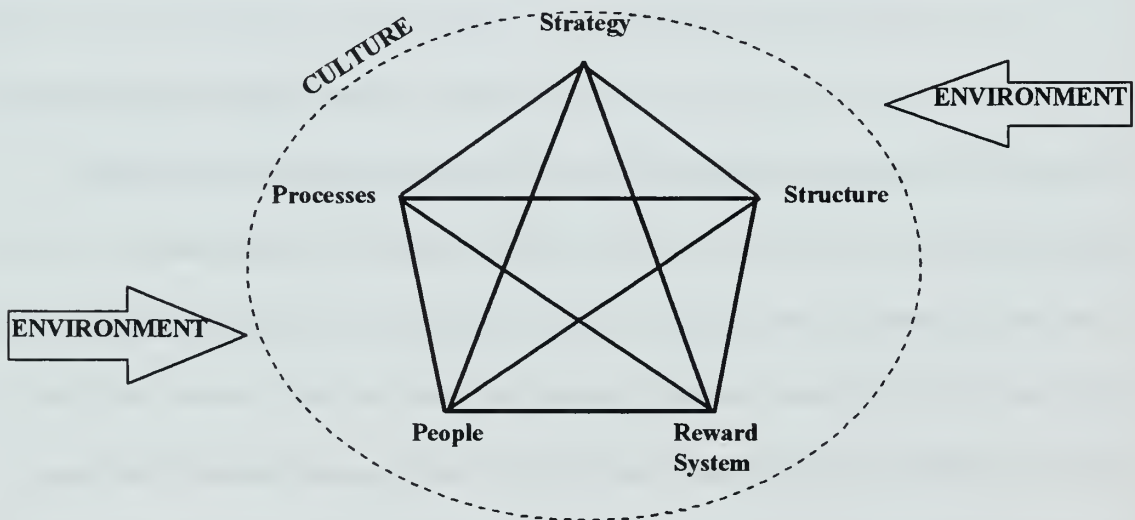 Strategy
CULTURE
ENVIRONMENT
Processes
Structure
ENVIRONMENT
People
Reward
System